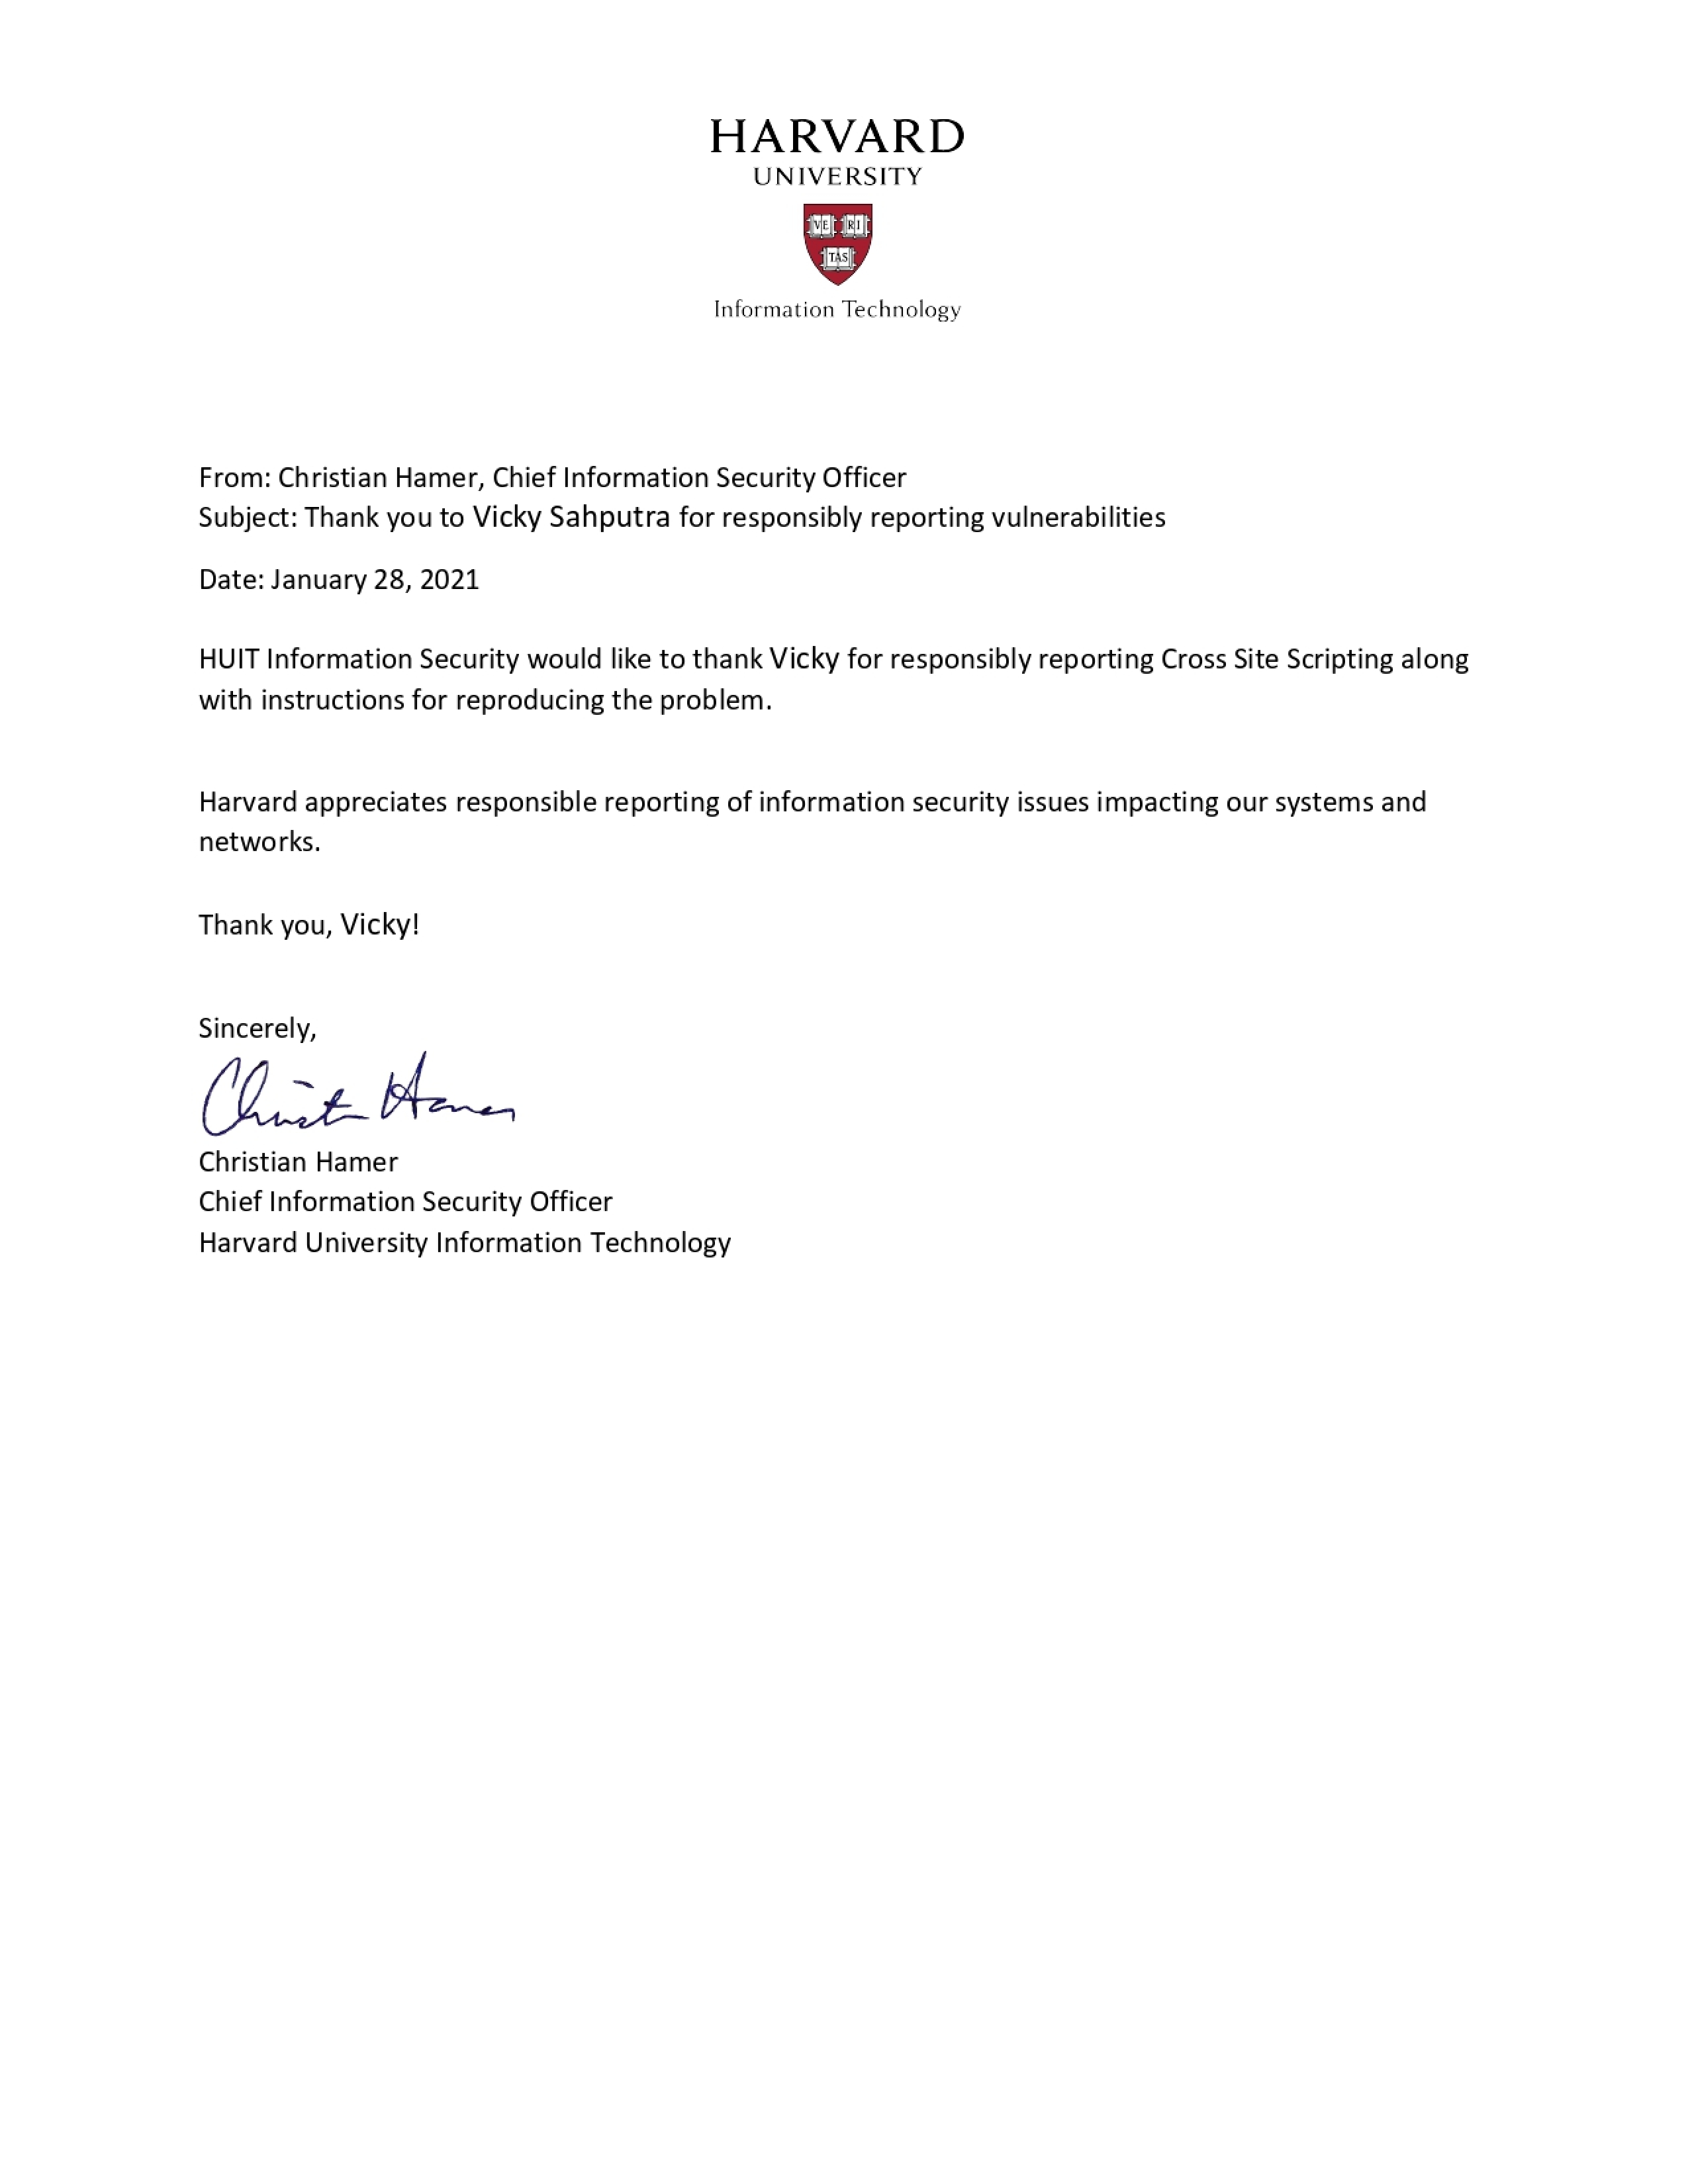 HARVARD
UNIVERSITY
VE RI
TAS
Information Technology
From: Christian Hamer, Chief Information Security Officer
Subject: Thank you to Vicky Sahputra for responsibly reporting vulnerabilities
Date: January 28, 2021
HUIT Information Security would like to thank Vicky for responsibly reporting Cross Site Scripting along
with instructions for reproducing the problem.
Harvard appreciates responsible reporting of information security issues impacting our systems and
networks.
Thank you, Vicky!
Sincerely,
Christian Hamer
Christian Hamer
Chief Information Security Officer
Harvard University Information Technology